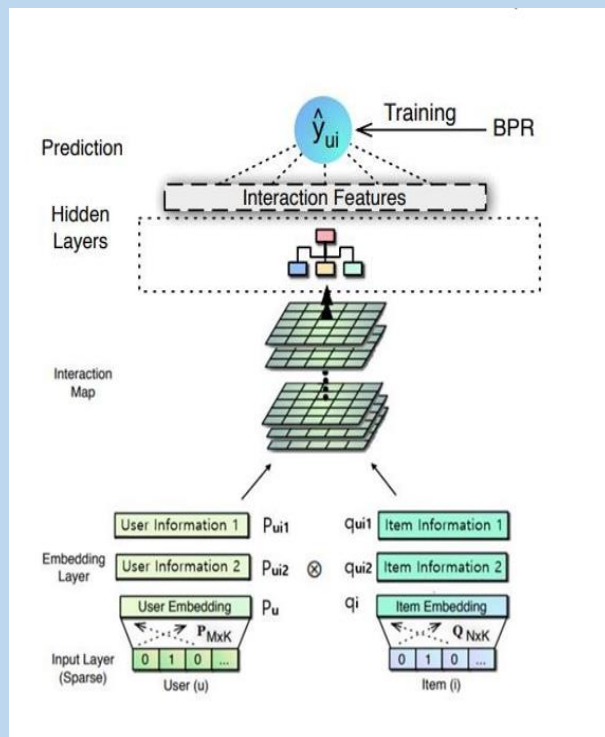 ŷui
Training
BPR
Prediction
Interaction Features
Hidden
Layers
Interaction
Map
User Information 1
Pui1
qui1
Item Information 1
Embedding
Layer
User Information 2
Pui2
⊗
qui2
Item Information 2
User Embedding
Pu
qi
Item Embedding
PMxK
QNxK
Input Layer
(Sparse)
0 1 0 ...
0 1 0 ...
User (u)
Item (i)